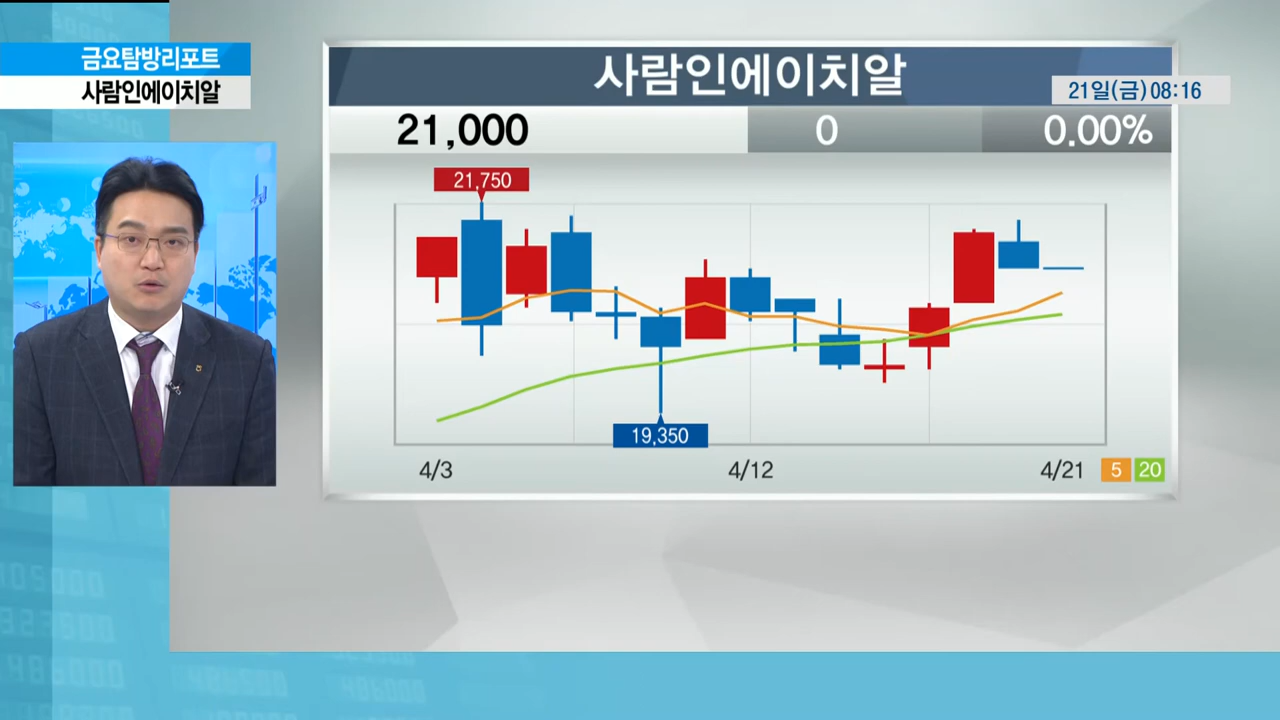 금요탐방리포트
사람인에이치알
사람인에이치알
21일(금) 08:16
21,000 0 0.00%
21,750
19,350
4/3 4/12 4/21 5 20